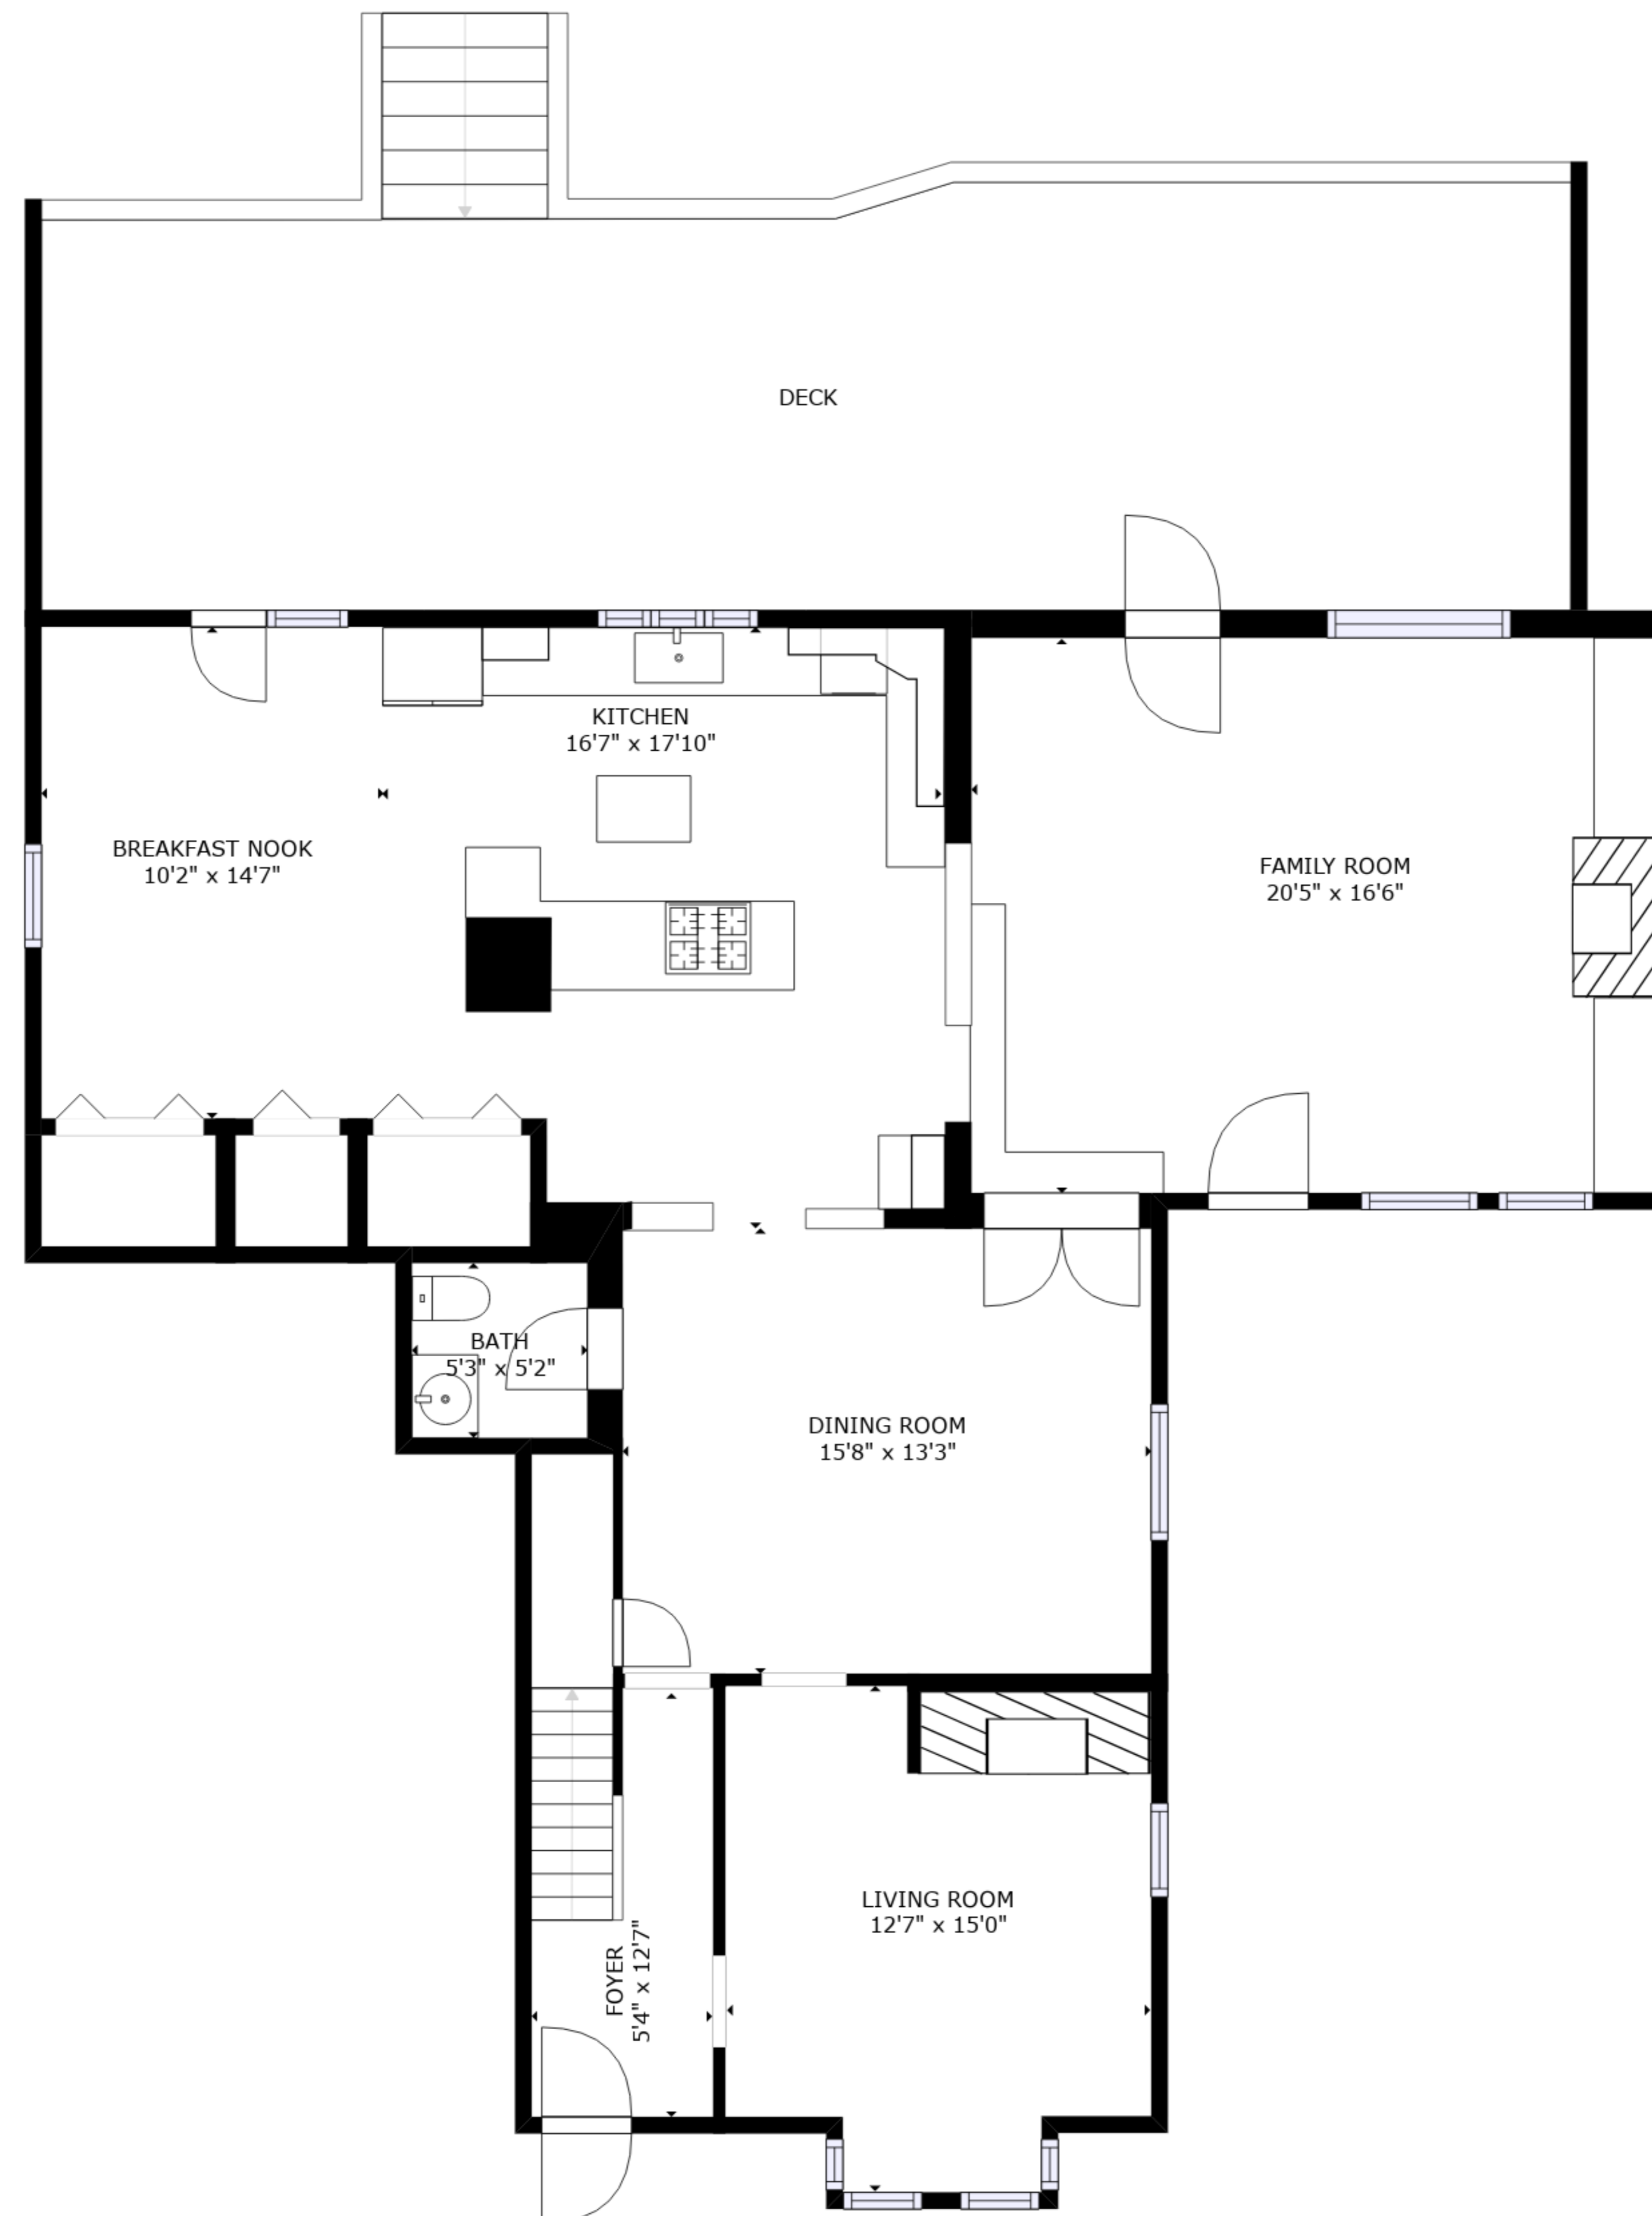 DECK
KITCHEN
16'7" x 17'10"
BREAKFAST NOOK
10'2" x 14'7"
FAMILY ROOM
20'5" x 16'6"
BATH
5'3" x 5'2"
DINING ROOM
15'8" x 13'3"
LIVING ROOM
12'7" x 15'0"
FOYER
5'4" x 12'7"